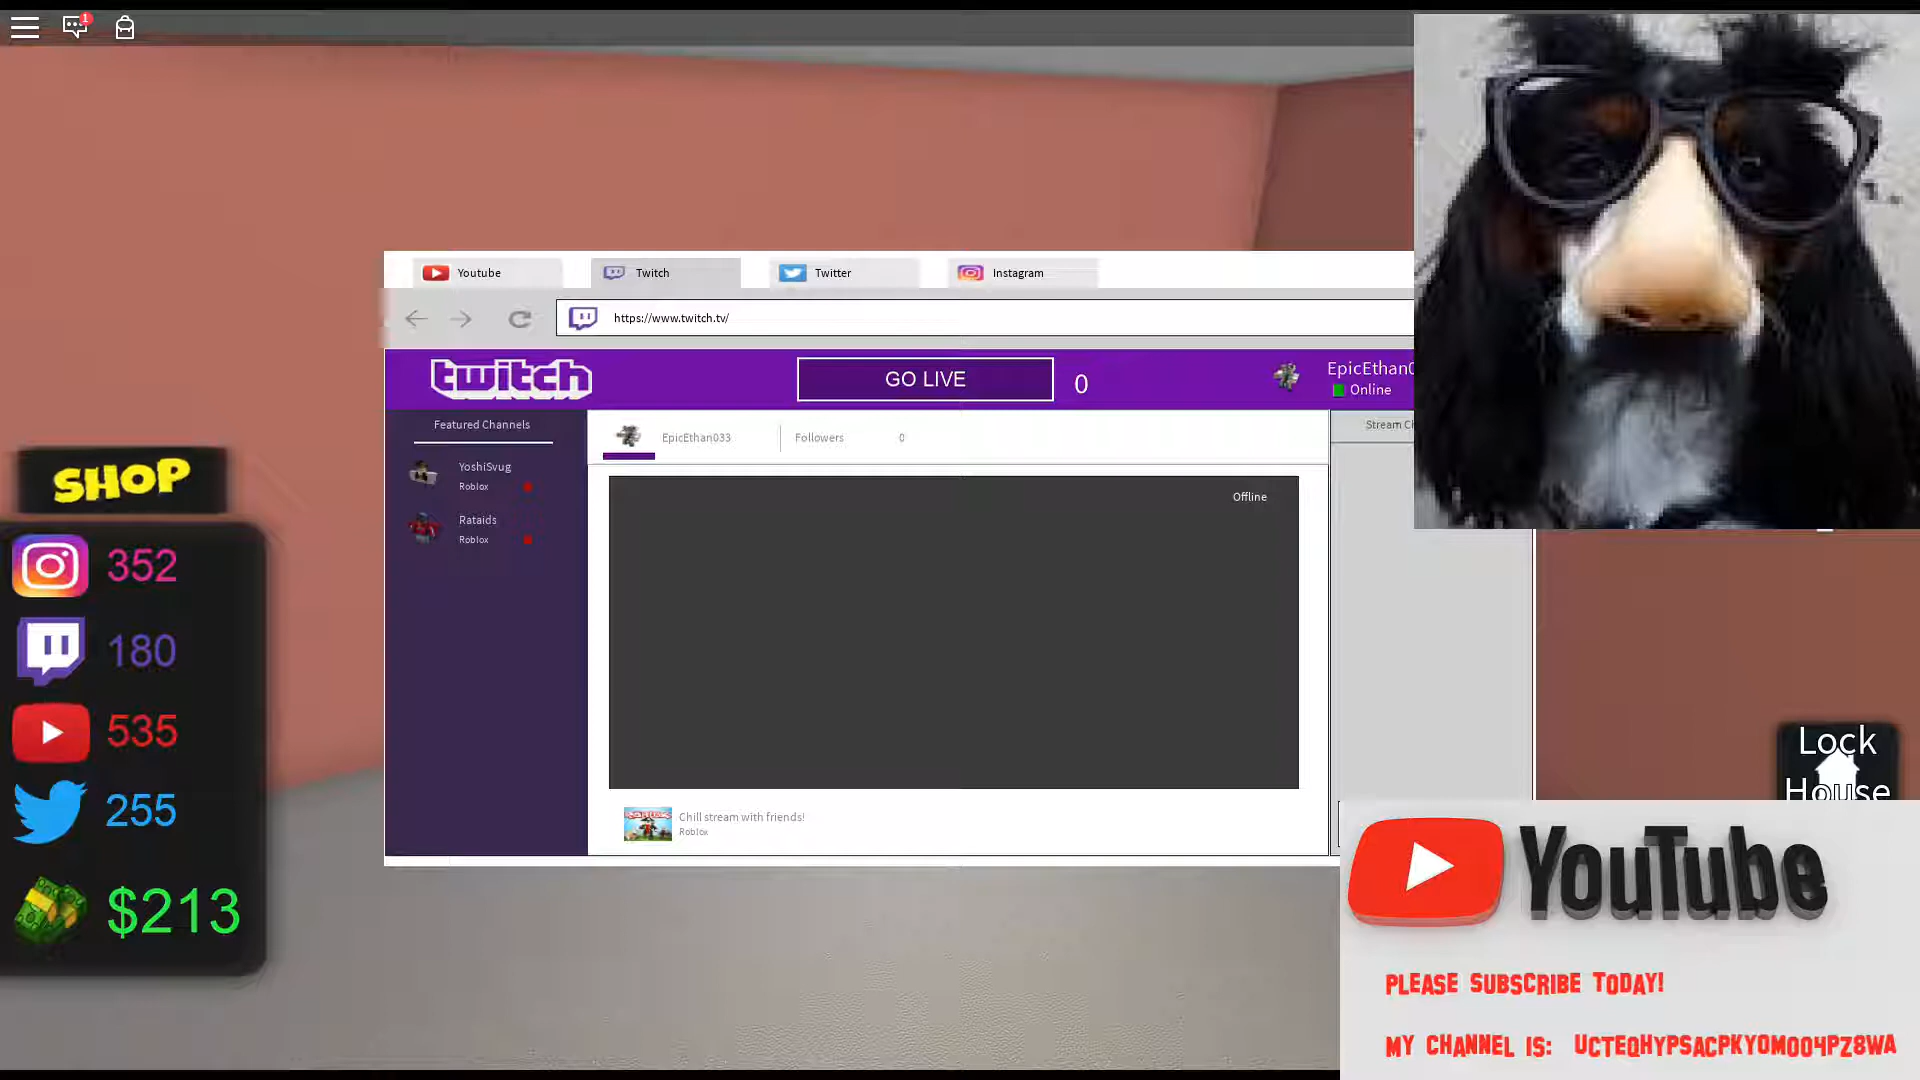 1
Youtube
Twitch
Twitter
Instagram
https://www.twitch.tv/
twitch
GO LIVE
0
EpicEthan0
Online
Featured Channels
EpicEthan033
Followers
0
YoshiSvug
Roblox
Rataids
Roblox
Offline
SHOP
352
180
535
255
$213
Chill stream with friends!
Roblox
Lock
House
YouTube
PLEASE SUBSCRIBE TODAY!
MY CHANNEL IS: UCTEQHYPSACPKYOMOO4PZ8WA